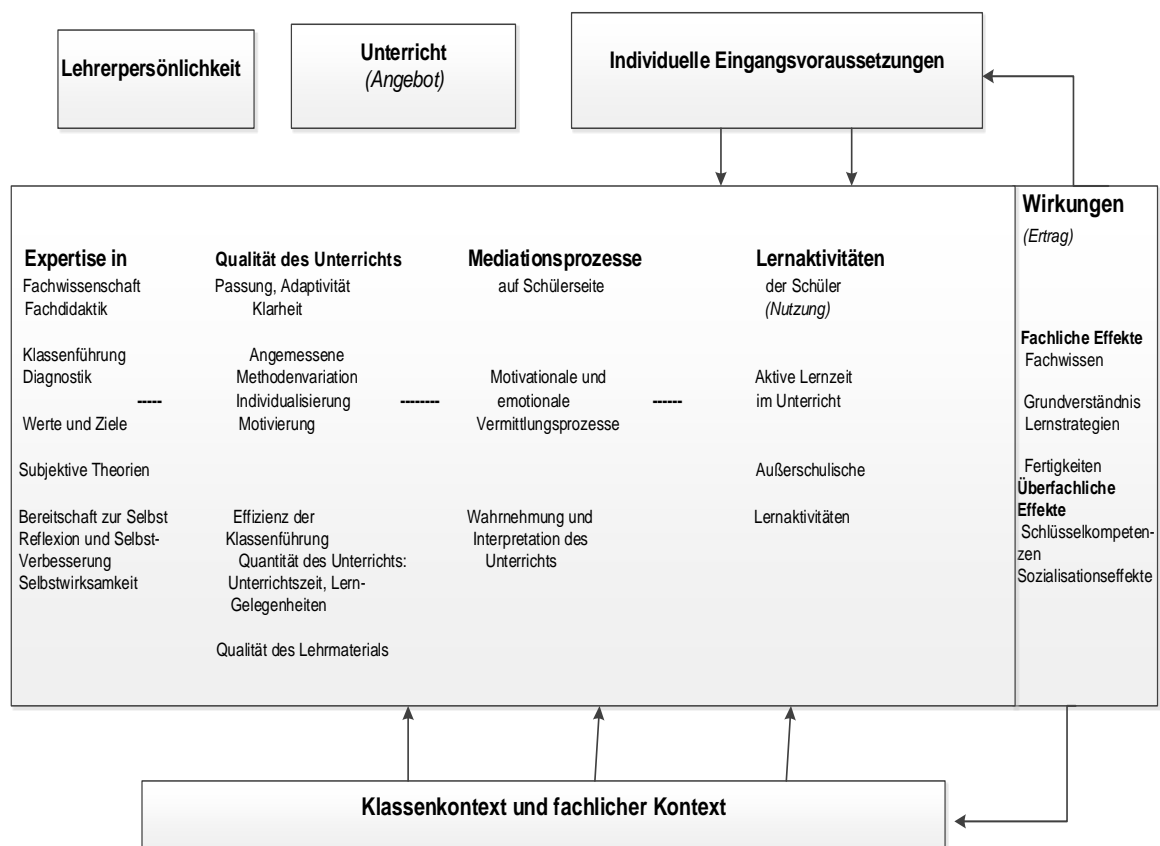 Lehrerpersönlichkeit
Unterricht
(Angebot)
Individuelle Eingangsvoraussetzungen
Expertise in
Fachwissenschaft
Fachdidaktik
Klassenführung
Diagnostik
-----
Werte und Ziele
Subjektive Theorien
Bereitschaft zur Selbst
Reflexion und Selbst-
Verbesserung
Selbstwirksamkeit
Qualität des Unterrichts
Passung, Adaptivität
Klarheit
Angemessene
Methodenvariation
Individualisierung
--------
Motivierung
Effizienz der
Klassenführung
Quantität des Unterrichts:
Unterrichtszeit, Lern-
Gelegenheiten
Qualität des Lehrmaterials
Mediationsprozesse
auf Schülerseite
Motivationale und
emotionale
------
Vermittlungsprozesse
Wahrnehmung und
Interpretation des
Unterrichts
Lernaktivitäten
der Schüler
(Nutzung)
Aktive Lernzeit
im Unterricht
Außerschulische
Lernaktivitäten
Wirkungen
(Ertrag)
Fachliche Effekte
Fachwissen
Grundverständnis
Lernstrategien
Fertigkeiten
Überfachliche
Effekte
Schlüsselkompeten-
zen
Sozialisationseffekte
Klassenkontext und fachlicher Kontext